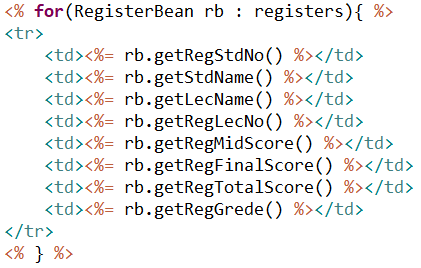 <% for(RegisterBean rb : registers){ %>
<tr>
    <td><%= rb.getRegStdNo() %></td>
    <td><%= rb.getStdName() %></td>
    <td><%= rb.getLecName() %></td>
    <td><%= rb.getRegLecNo() %></td>
    <td><%= rb.getRegMidScore() %></td>
    <td><%= rb.getRegFinalScore() %></td>
    <td><%= rb.getRegTotalScore() %></td>
    <td><%= rb.getRegGrede() %></td>
</tr>
<% } %>